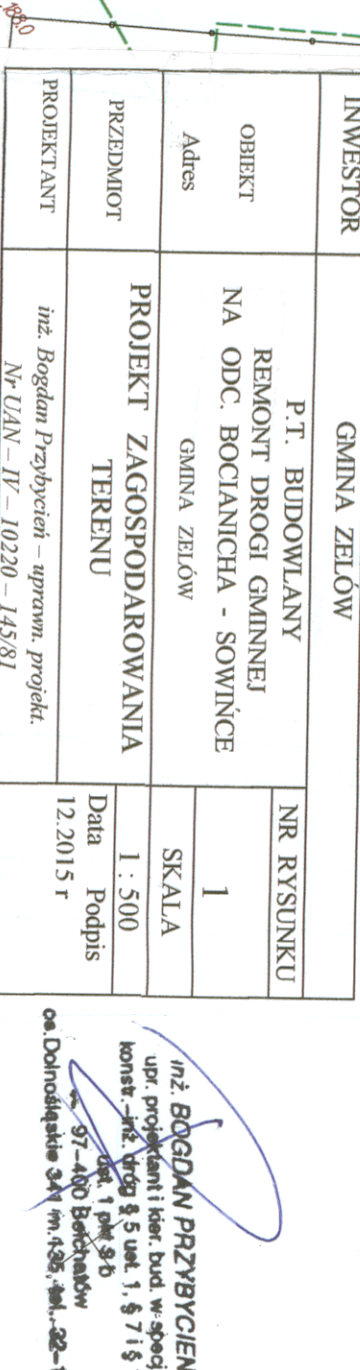 INWESTOR
GMINA ZELÓW
OBIEKT
Adres
P.T. BUDOWLANY
REMONT DROGI GMINNEJ
NA ODC. BOCIANICHA - SOWIŃCE
GMINA ZELÓW
NR RYSUNKU
1
PRZEDMIOT
PROJEKT ZAGOSPODAROWANIA
TERENU
SKALA
1 : 500
PROJEKTANT
inż. Bogdan Przybycień – uprawn. projekt.
Nr UAN – IV – 10220 – 145/81
Data Podpis
12.2015 r
188.0
inż. BOGDAN PRZYBYCIEŃ
upr. projektant i kier. bud. w specj
konstr.-inż. dróg § 5 ust. 1, § 7 i §
ust. 1 pkt
97-400 Bełchatów
os. Dolnośląskie